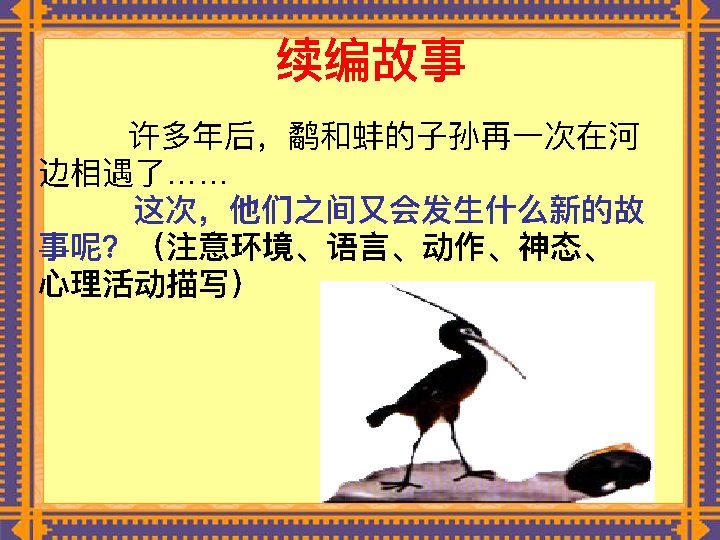 续编故事
许多年后，鹬和蚌的子孙再一次在河
边相遇了……
这次，他们之间又会发生什么新的故
事呢？（注意环境、语言、动作、神态、
心理活动描写）